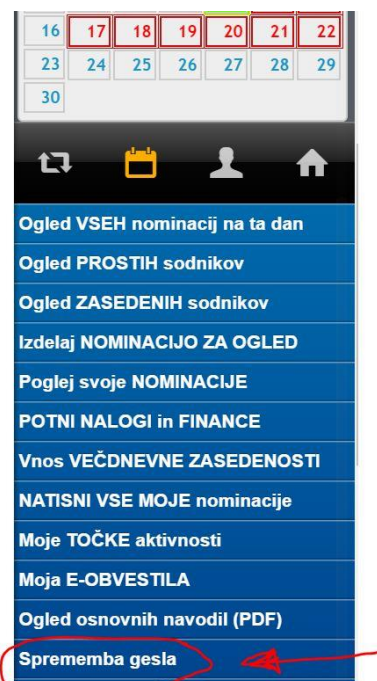 16 17 18 19 20 21 22
23 24 25 26 27 28 29
30
Ogled VSEH nominacij na ta dan
Ogled PROSTIH sodnikov
Ogled ZASEDENIH sodnikov
Izdelaj NOMINACIJO ZA OGLED
Poglej svoje NOMINACIJE
POTNI NALOGI in FINANCE
Vnos VEČDNEVNE ZASEDENOSTI
NATISNI VSE MOJE nominacije
Moje TOČKE aktivnosti
Moja E-OBVESTILA
Ogled osnovnih navodil (PDF)
Sprememba gesla